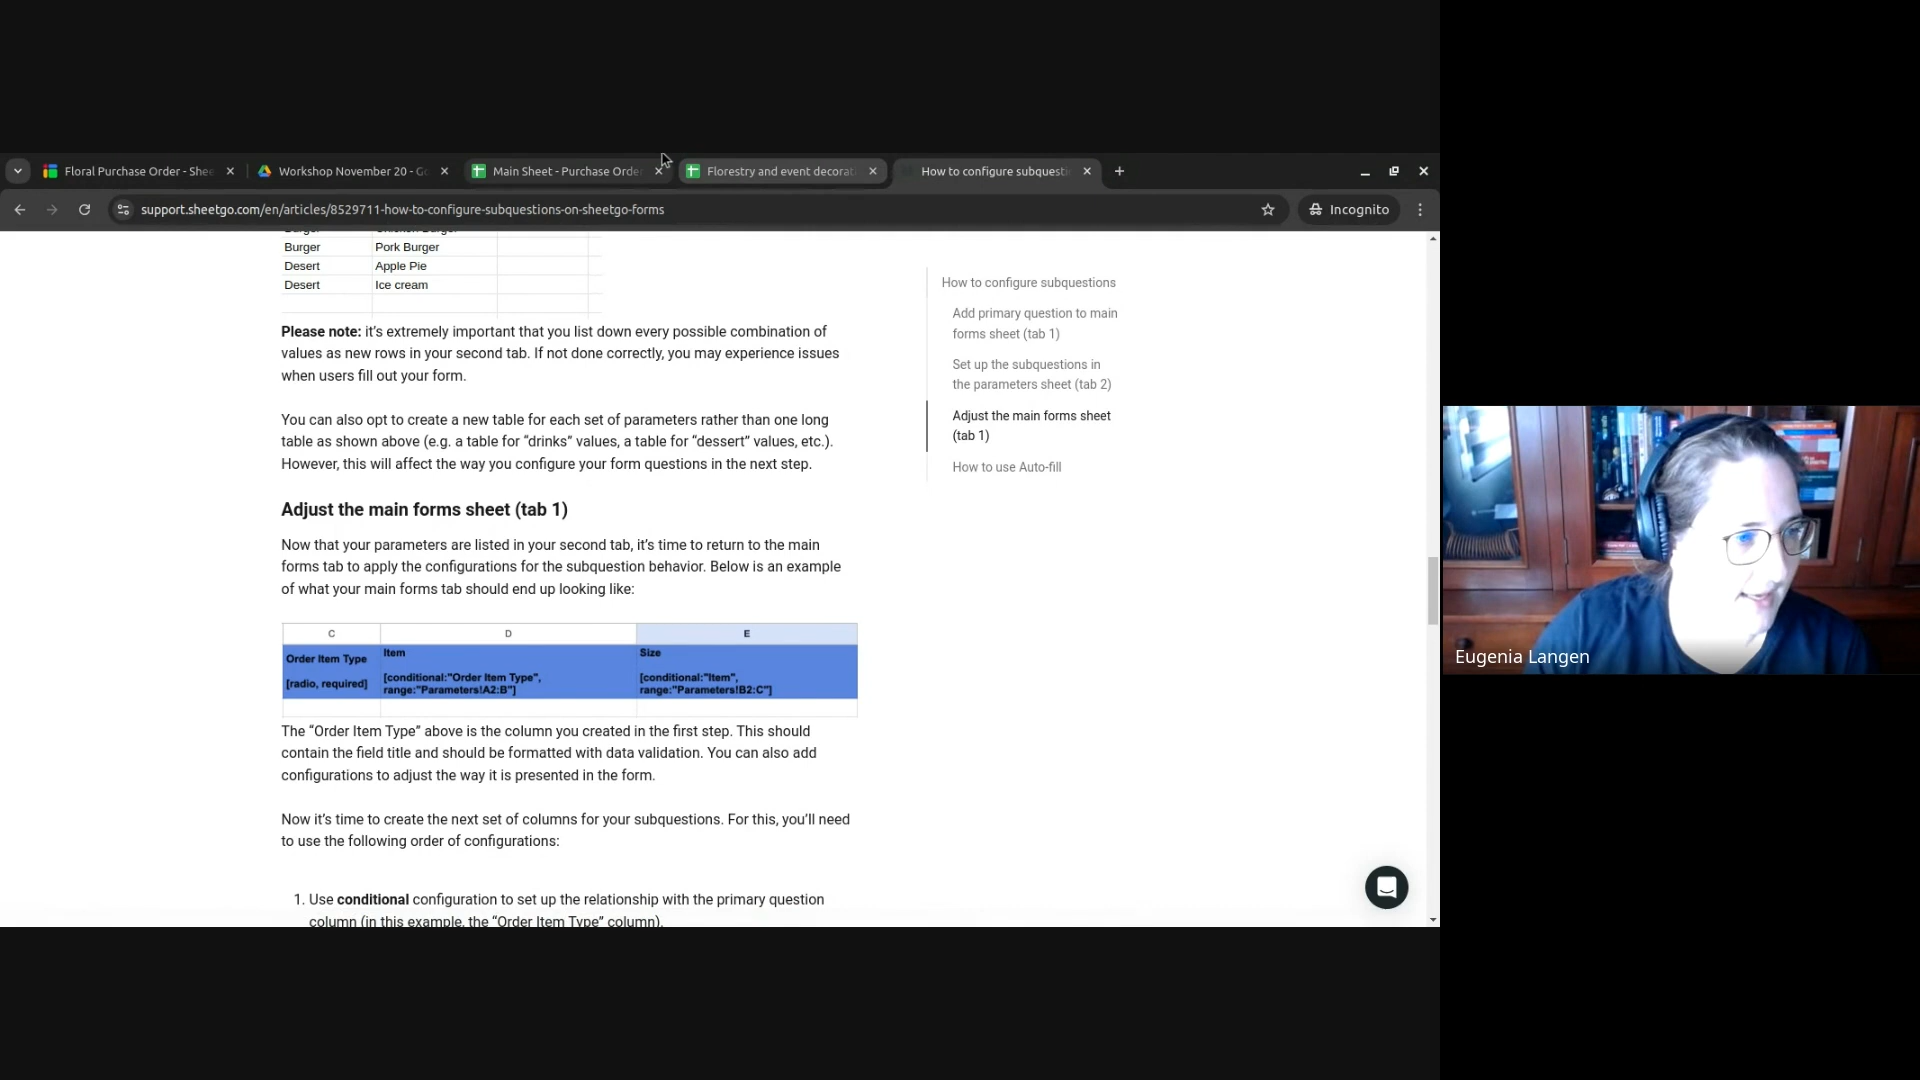 Floral Purchase Order - Shee
Workshop November 20 - Go
Main Sheet - Purchase Order
Florestry and event decorati
How to configure subquesti
support.sheetgo.com/en/articles/8529711-how-to-configure-subquestions-on-sheetgo-forms
Incognito
Burger Pork Burger
Desert Apple Pie
Desert Ice cream
Please note: it’s extremely important that you list down every possible combination of
values as new rows in your second tab. If not done correctly, you may experience issues
when users fill out your form.
You can also opt to create a new table for each set of parameters rather than one long
table as shown above (e.g. a table for “drinks” values, a table for “dessert” values, etc.).
However, this will affect the way you configure your form questions in the next step.
Adjust the main forms sheet (tab 1)
Now that your parameters are listed in your second tab, it’s time to return to the main
forms tab to apply the configurations for the subquestion behavior. Below is an example
of what your main forms tab should end up looking like:
C D E
Order Item Type
[radio, required]
Item
[conditional:"Order Item Type",
range:"Parameters!A2:B"]
Size
[conditional:"Item",
range:"Parameters!B2:C"]
The “Order Item Type” above is the column you created in the first step. This should
contain the field title and should be formatted with data validation. You can also add
configurations to adjust the way it is presented in the form.
Now it’s time to create the next set of columns for your subquestions. For this, you’ll need
to use the following order of configurations:
1. Use conditional configuration to set up the relationship with the primary question
column (in this example, the “Order Item Type” column).
How to configure subquestions
Add primary question to main
forms sheet (tab 1)
Set up the subquestions in
the parameters sheet (tab 2)
Adjust the main forms sheet
(tab 1)
How to use Auto-fill
Eugenia Langen